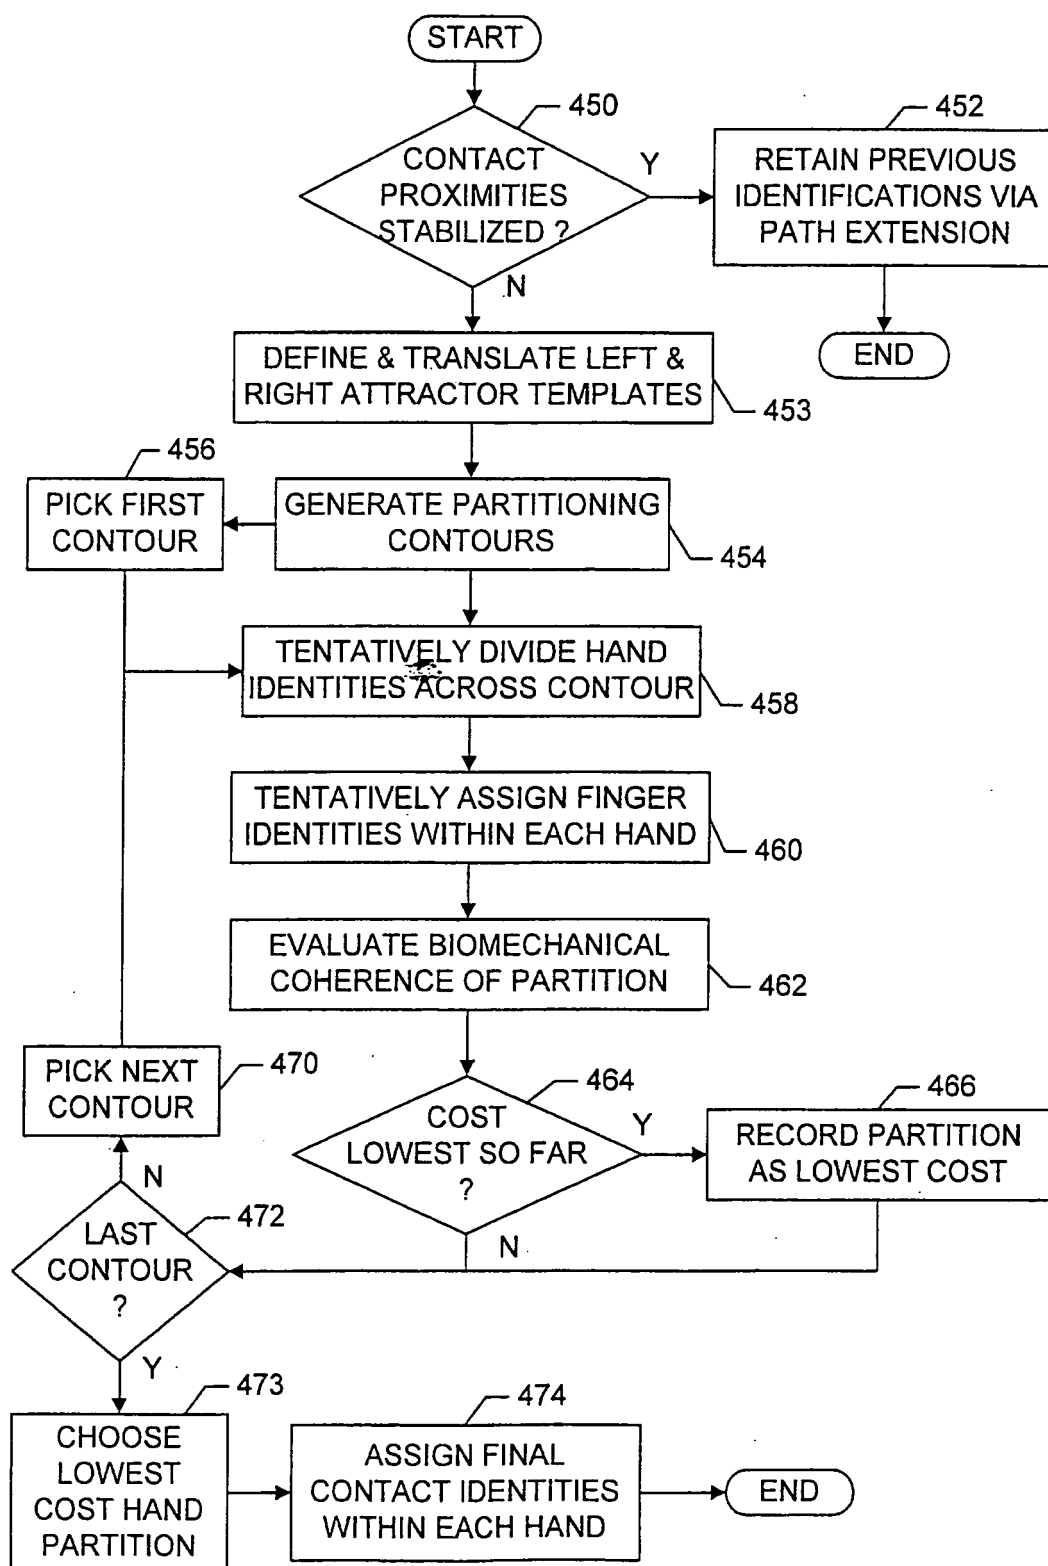 START
450
CONTACT
PROXIMITIES
STABILIZED ?
Y
N
452
RETAIN PREVIOUS
IDENTIFICATIONS VIA
PATH EXTENSION
END
DEFINE & TRANSLATE LEFT &
RIGHT ATTRACTOR TEMPLATES
453
456
PICK FIRST
CONTOUR
GENERATE PARTITIONING
CONTOURS
454
TENTATIVELY DIVIDE HAND
IDENTITIES ACROSS CONTOUR
458
TENTATIVELY ASSIGN FINGER
IDENTITIES WITHIN EACH HAND
460
EVALUATE BIOMECHANICAL
COHERENCE OF PARTITION
462
PICK NEXT
CONTOUR
470
464
COST
LOWEST SO FAR
?
Y
N
466
RECORD PARTITION
AS LOWEST COST
N
472
LAST
CONTOUR
?
Y
473
CHOOSE
LOWEST
COST HAND
PARTITION
474
ASSIGN FINAL
CONTACT IDENTITIES
WITHIN EACH HAND
END